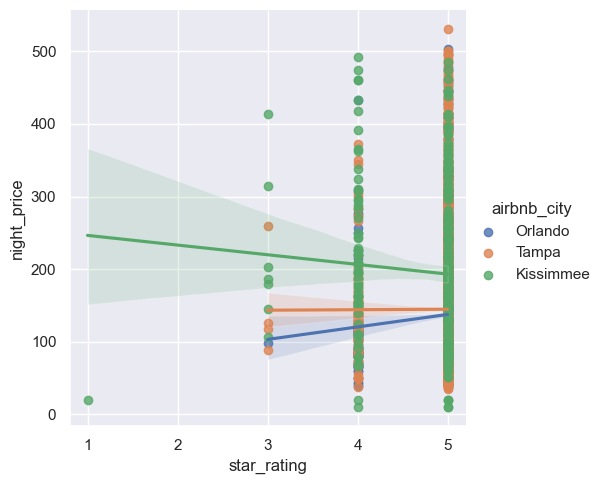 500
400
300
200
100
0
night_price
1 2 3 4 5
star_rating
airbnb_city
Orlando
Tampa
Kissimmee